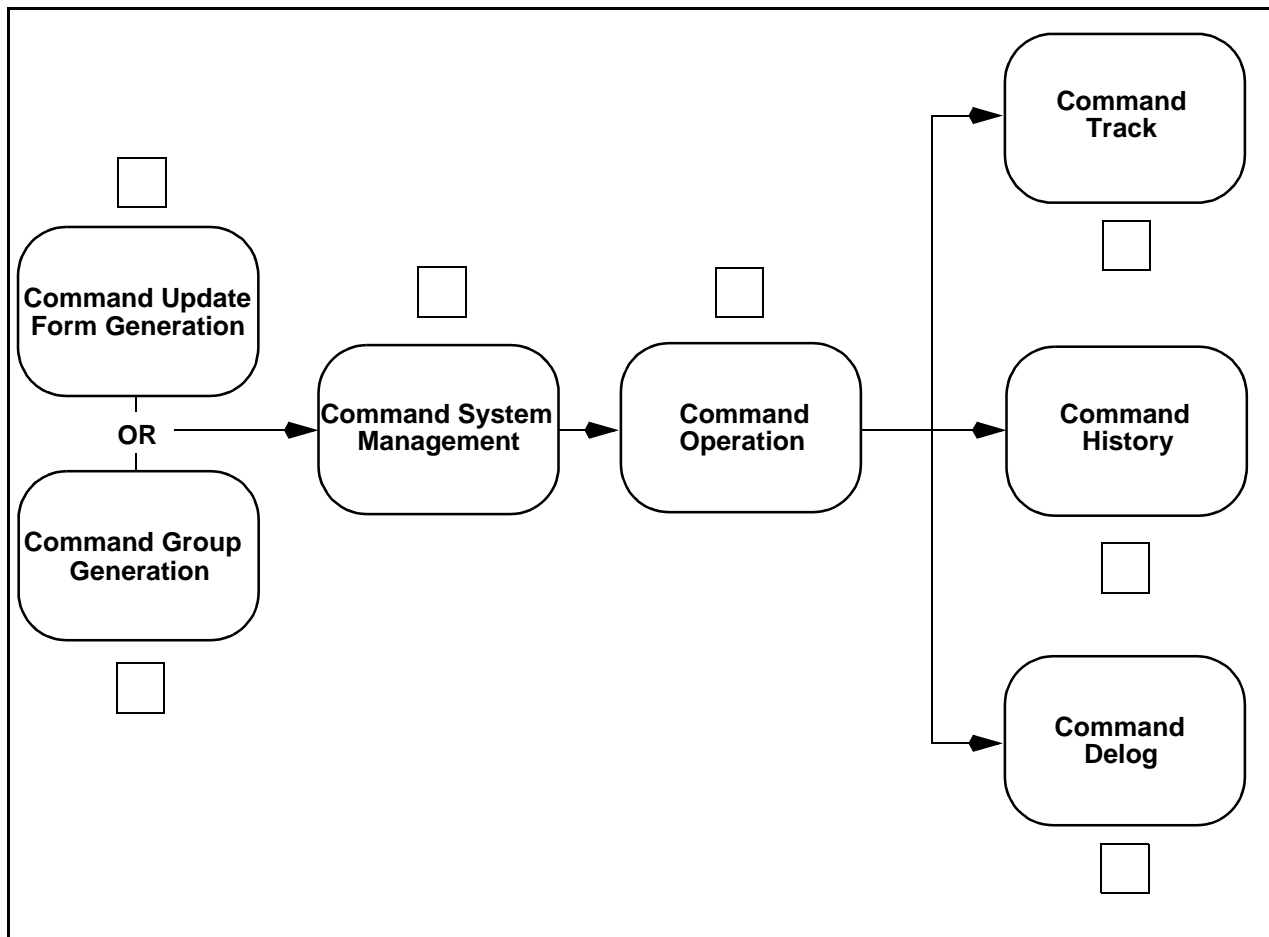 Command Update
Form Generation
OR
Command Group
Generation
Command System
Management
Command
Operation
Command
Track
Command
History
Command
Delog